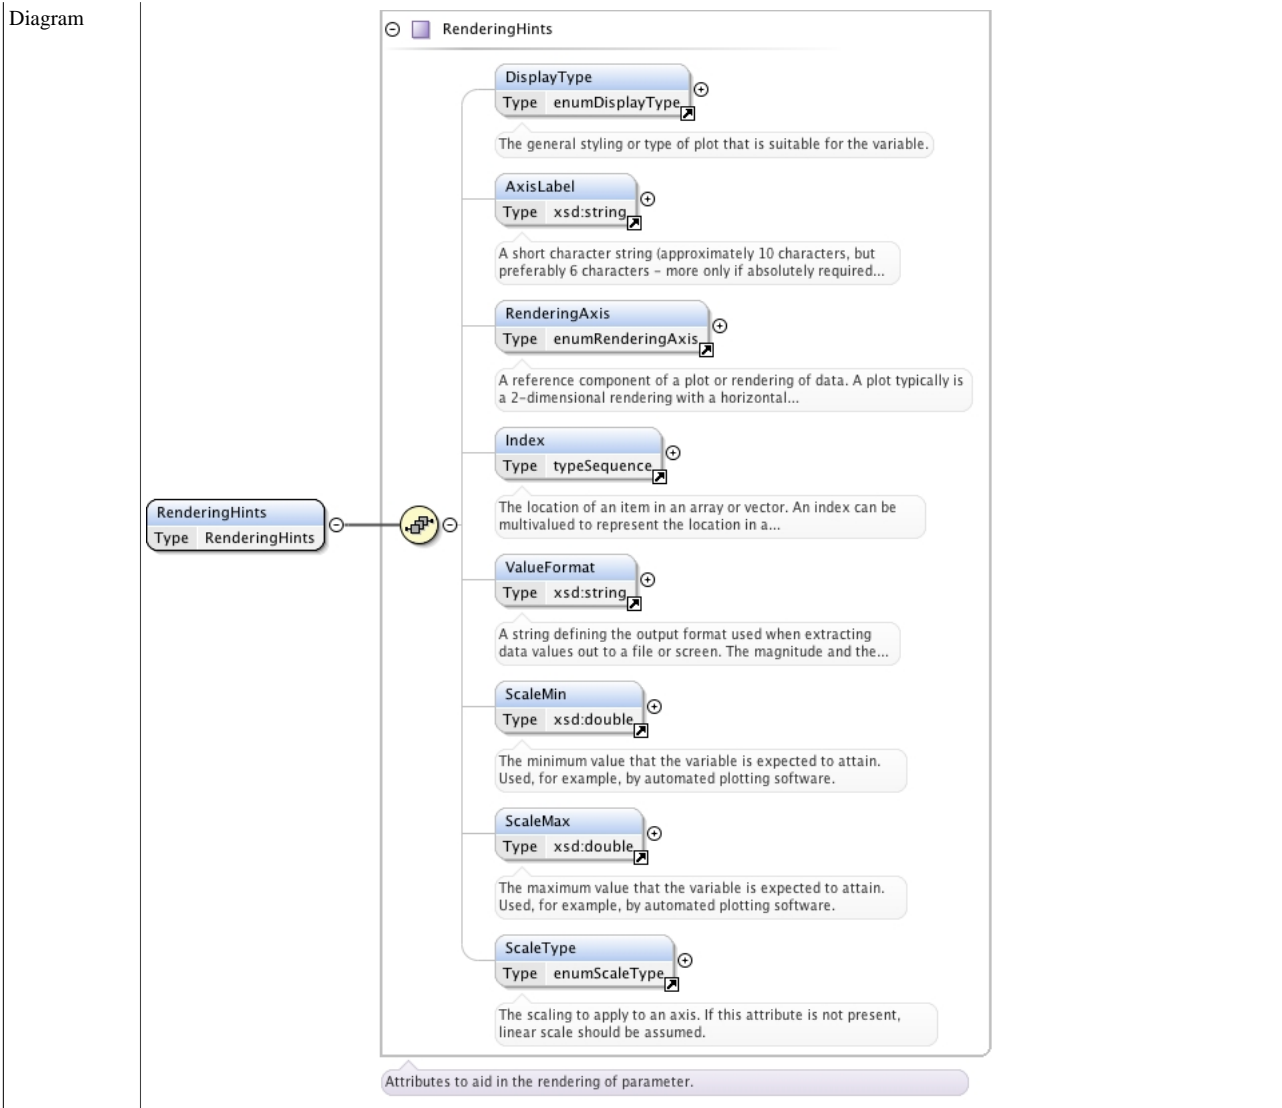 Diagram
RenderingHints
DisplayType
Type enumDisplayType
The general styling or type of plot that is suitable for the variable.
AxisLabel
Type xsd:string
A short character string (approximately 10 characters, but
preferably 6 characters – more only if absolutely required...
RenderingAxis
Type enumRenderingAxis
A reference component of a plot or rendering of data. A plot typically is
a 2-dimensional rendering with a horizontal...
Index
Type typeSequence
The location of an item in an array or vector. An index can be
multivalued to represent the location in a...
RenderingHints
Type RenderingHints
ValueFormat
Type xsd:string
A string defining the output format used when extracting
data values out to a file or screen. The magnitude and the...
ScaleMin
Type xsd:double
The minimum value that the variable is expected to attain.
Used, for example, by automated plotting software.
ScaleMax
Type xsd:double
The maximum value that the variable is expected to attain.
Used, for example, by automated plotting software.
ScaleType
Type enumScaleType
The scaling to apply to an axis. If this attribute is not present,
linear scale should be assumed.
Attributes to aid in the rendering of parameter.